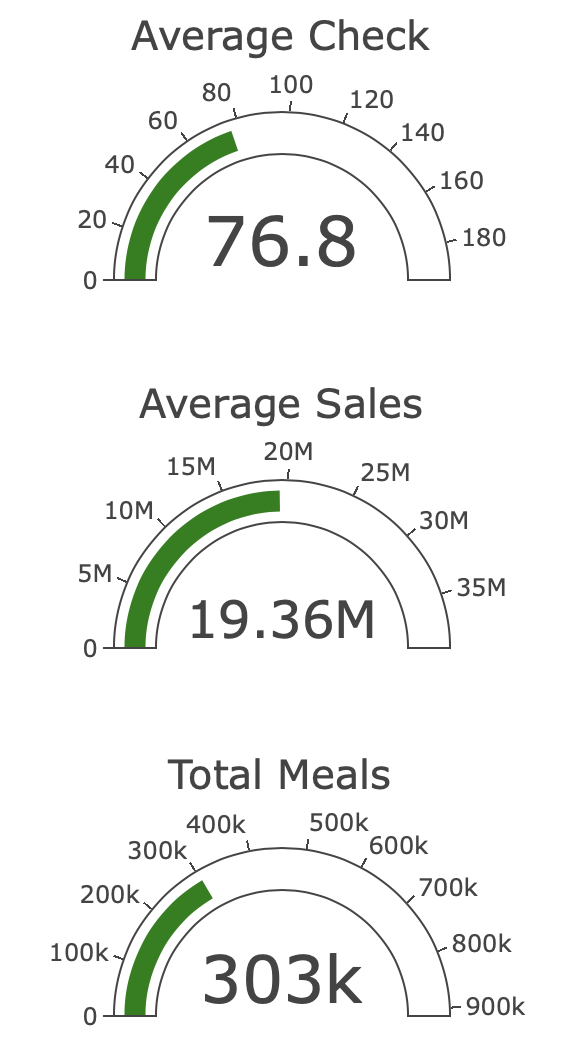 Average Check
0
20
40
60
80
100
120
140
160
180
76.8
Average Sales
0
5M
10M
15M
20M
25M
30M
35M
19.36M
Total Meals
0
100k
200k
300k
400k
500k
600k
700k
800k
900k
303k